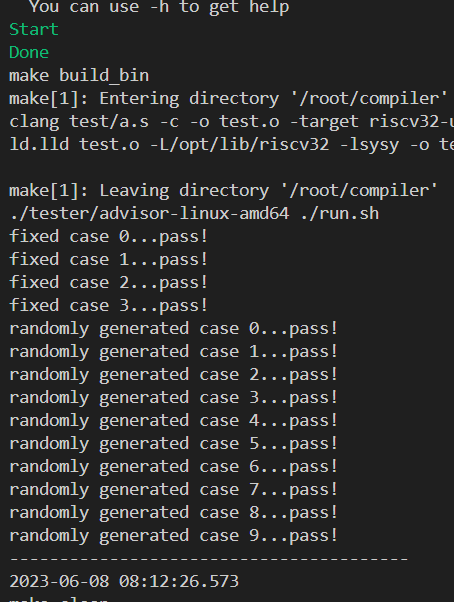 You can use -h to get help
Start
Done
make build_bin
make[1]: Entering directory '/root/compiler'
clang test/a.s -c -o test.o -target riscv32-u
ld.lld test.o -L/opt/lib/riscv32 -lsysy -o te
make[1]: Leaving directory '/root/compiler'
./tester/advisor-linux-amd64 ./run.sh
fixed case 0...pass!
fixed case 1...pass!
fixed case 2...pass!
fixed case 3...pass!
randomly generated case 0...pass!
randomly generated case 1...pass!
randomly generated case 2...pass!
randomly generated case 3...pass!
randomly generated case 4...pass!
randomly generated case 5...pass!
randomly generated case 6...pass!
randomly generated case 7...pass!
randomly generated case 8...pass!
randomly generated case 9...pass!
----------------------------------------
2023-06-08 08:12:26.573
make clean